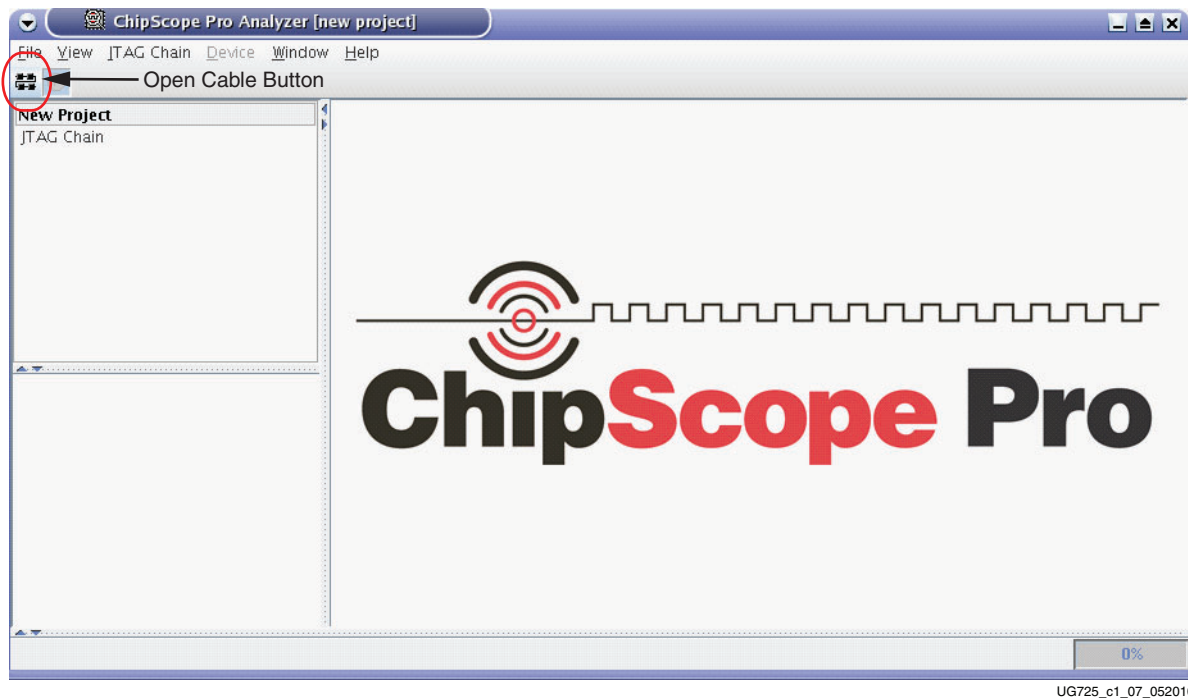 ChipScope Pro Analyzer [new project]
File View JTAG Chain Device Window Help
Open Cable Button
New Project
JTAG Chain
ChipScope Pro
0%